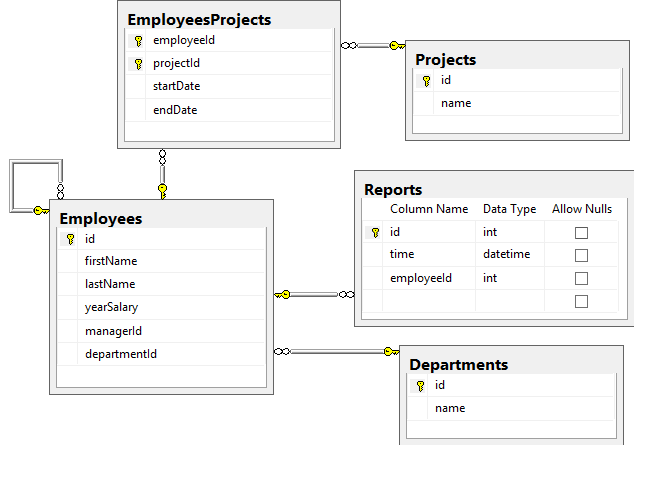 EmployeesProjects
employeeId
projectId
startDate
endDate
Projects
id
name
Employees
id
firstName
lastName
yearSalary
managerId
departmentId
Reports
Column Name Data Type Allow Nulls
id int
time datetime
employeeId int
Departments
id
name